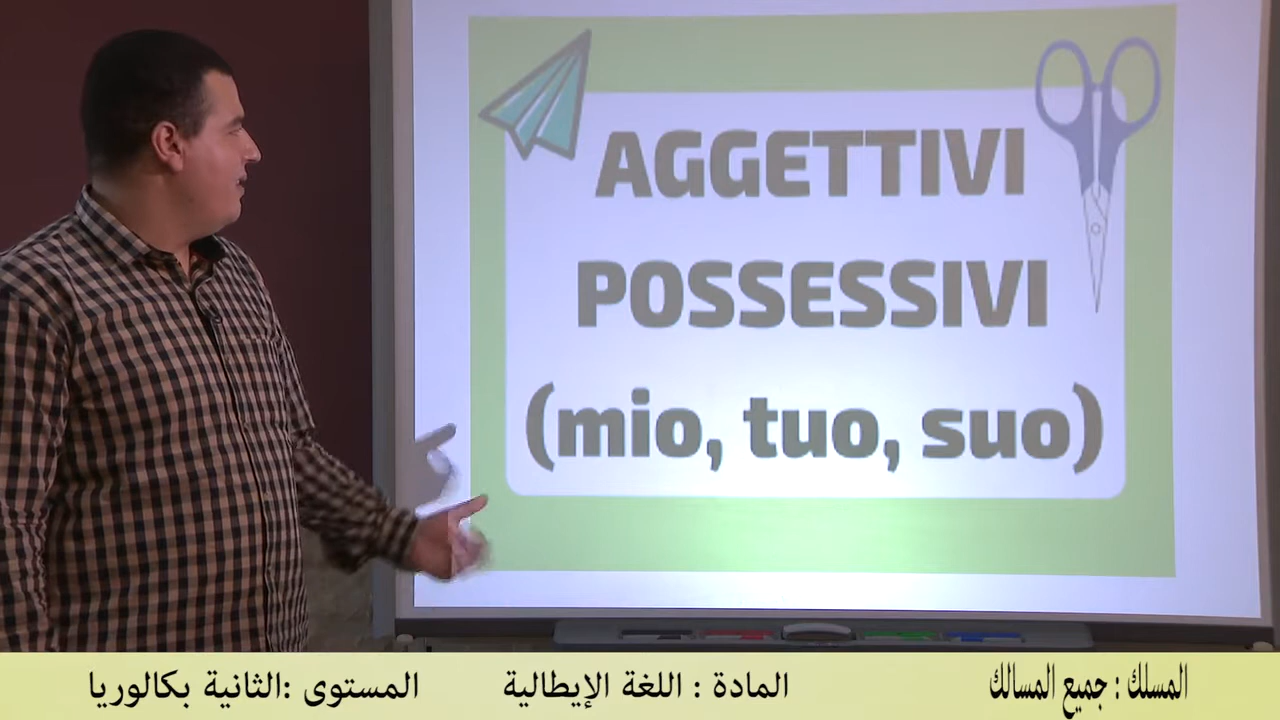 AGGETTIVI
POSSESSIVI
(mio, tuo, suo)
المسلك : جميع المسالك
المادة : اللغة الإيطالية
المستوى :الثانية بكالوريا